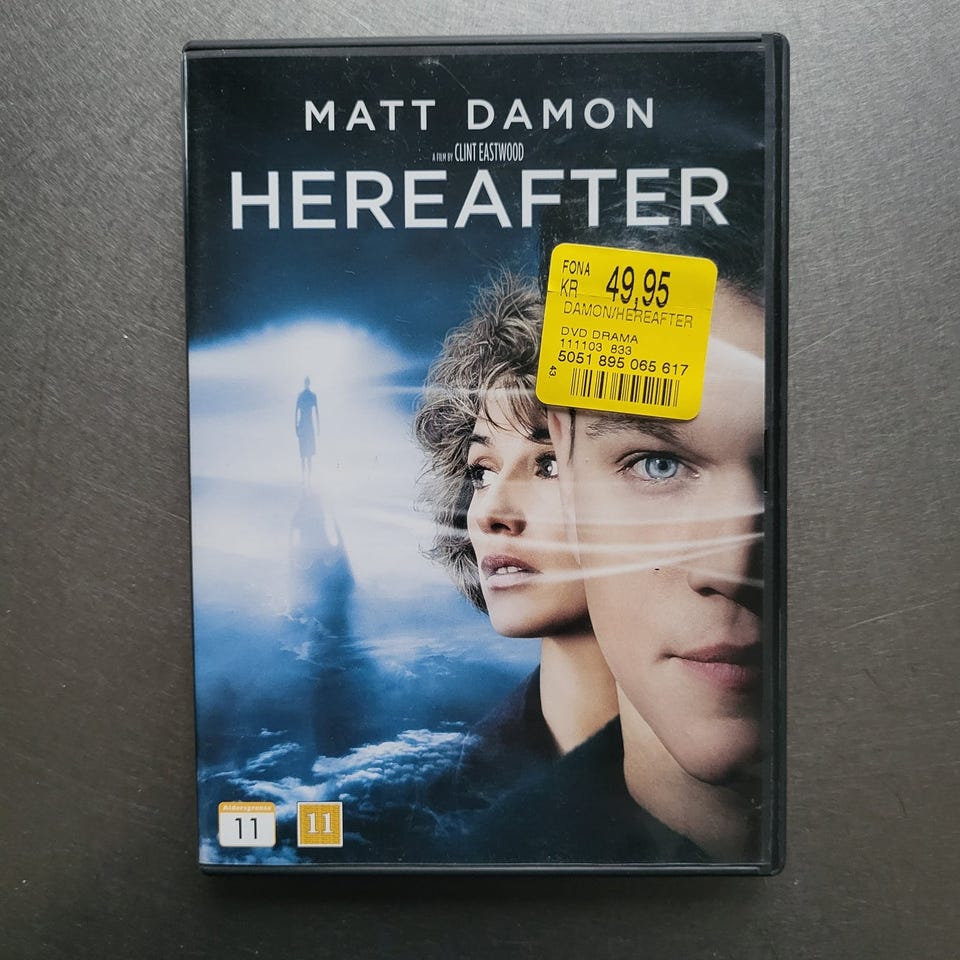 MATT DAMON
A FILM BY CLINT EASTWOOD
HEREAFTER
FONA
KR 49,95
DAMON/HEREAFTER
DVD DRAMA
111103 833
5051 895 065 617
43.
Aldersgrense
11
11